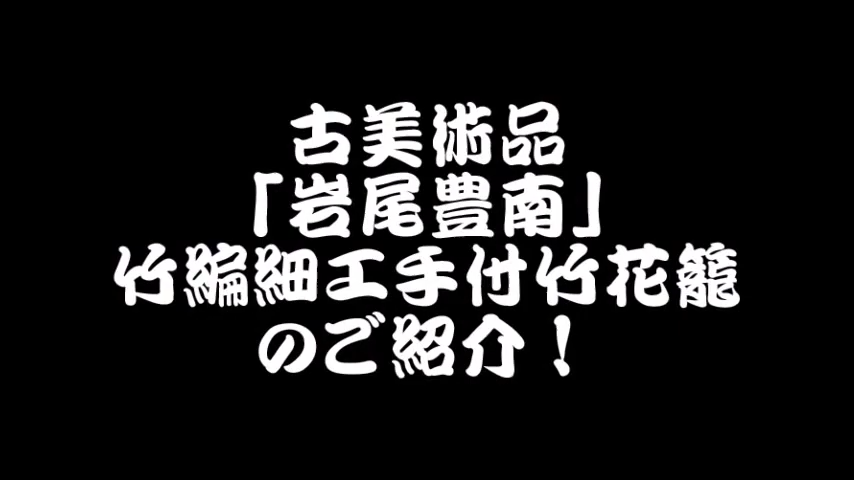 古美術品
「岩尾豊南」
竹編細工手付竹花籠
のご紹介！